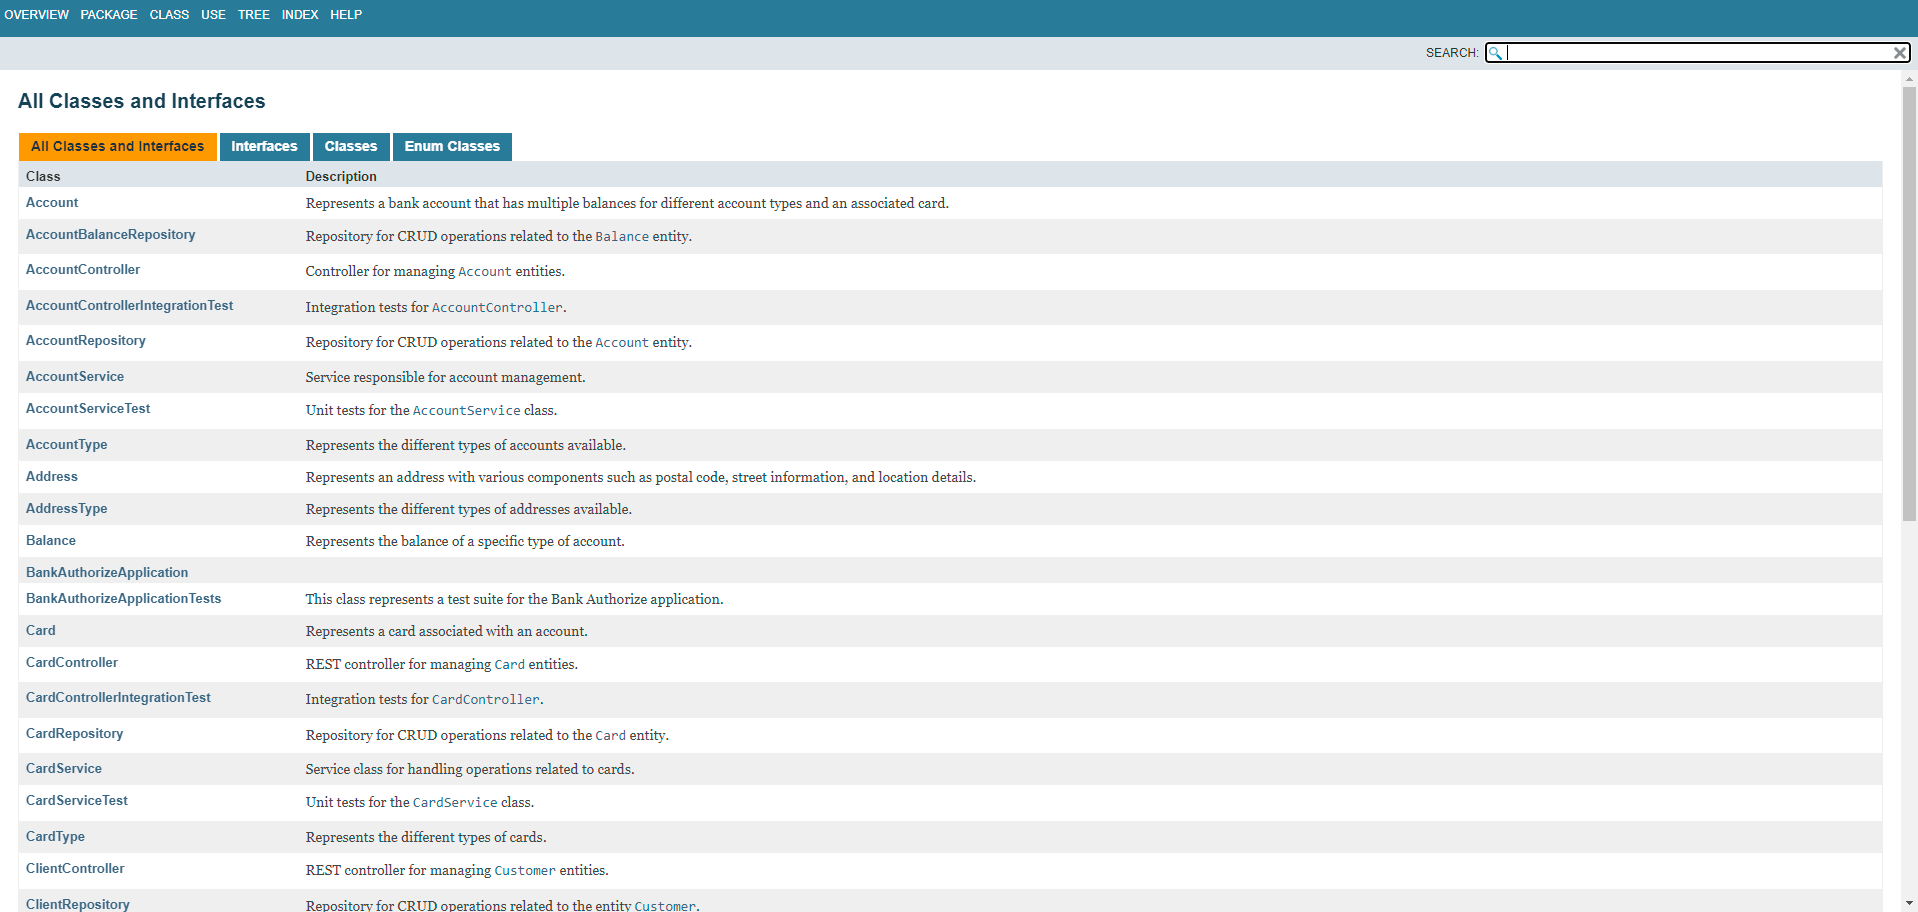 OVERVIEW PACKAGE CLASS USE TREE INDEX HELP
SEARCH:
All Classes and Interfaces
All Classes and Interfaces Interfaces Classes Enum Classes
Class Description
Account Represents a bank account that has multiple balances for different account types and an associated card.
AccountBalanceRepository Repository for CRUD operations related to the Balance entity.
AccountController Controller for managing Account entities.
AccountControllerIntegrationTest Integration tests for AccountController.
AccountRepository Repository for CRUD operations related to the Account entity.
AccountService Service responsible for account management.
AccountServiceTest Unit tests for the AccountService class.
AccountType Represents the different types of accounts available.
Address Represents an address with various components such as postal code, street information, and location details.
AddressType Represents the different types of addresses available.
Balance Represents the balance of a specific type of account.
BankAuthorizeApplication
BankAuthorizeApplicationTests This class represents a test suite for the Bank Authorize application.
Card Represents a card associated with an account.
CardController REST controller for managing Card entities.
CardControllerIntegrationTest Integration tests for CardController.
CardRepository Repository for CRUD operations related to the Card entity.
CardService Service class for handling operations related to cards.
CardServiceTest Unit tests for the CardService class.
CardType Represents the different types of cards.
ClientController REST controller for managing Customer entities.
ClientRepository Repository for CRUD operations related to the entity Customer.